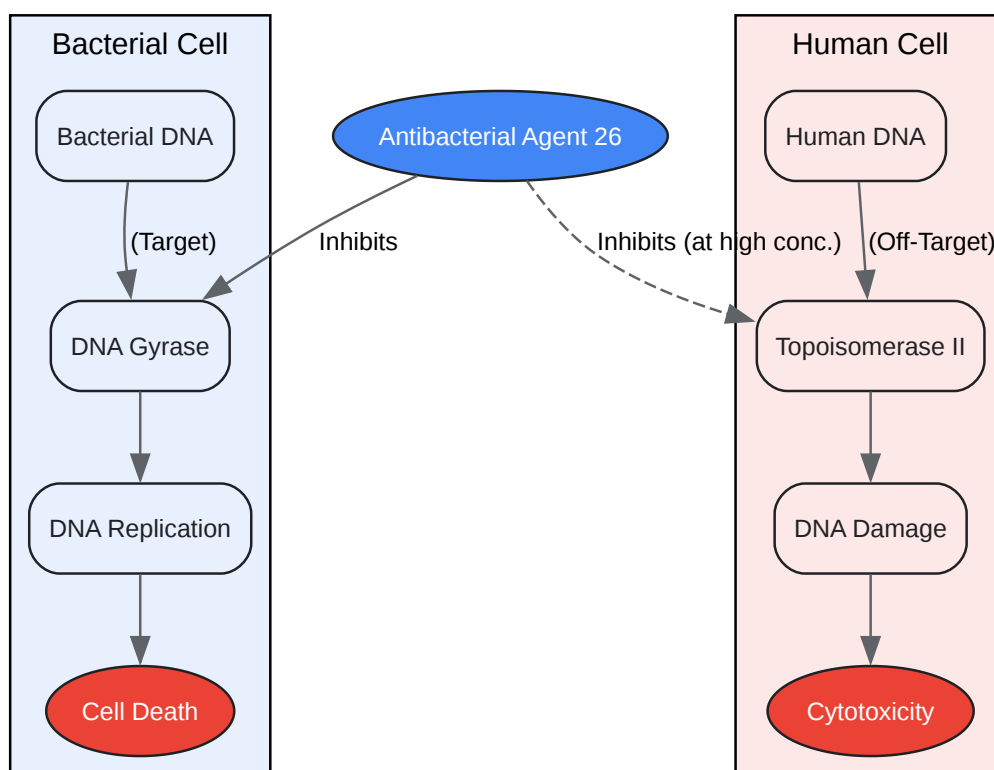 Bacterial Cell
Human Cell
Bacterial DNA
Antibacterial Agent 26
Human DNA
(Target)
Inhibits
Inhibits (at high conc.)
(Off-Target)
DNA Gyrase
Topoisomerase II
DNA Replication
DNA Damage
Cell Death
Cytotoxicity